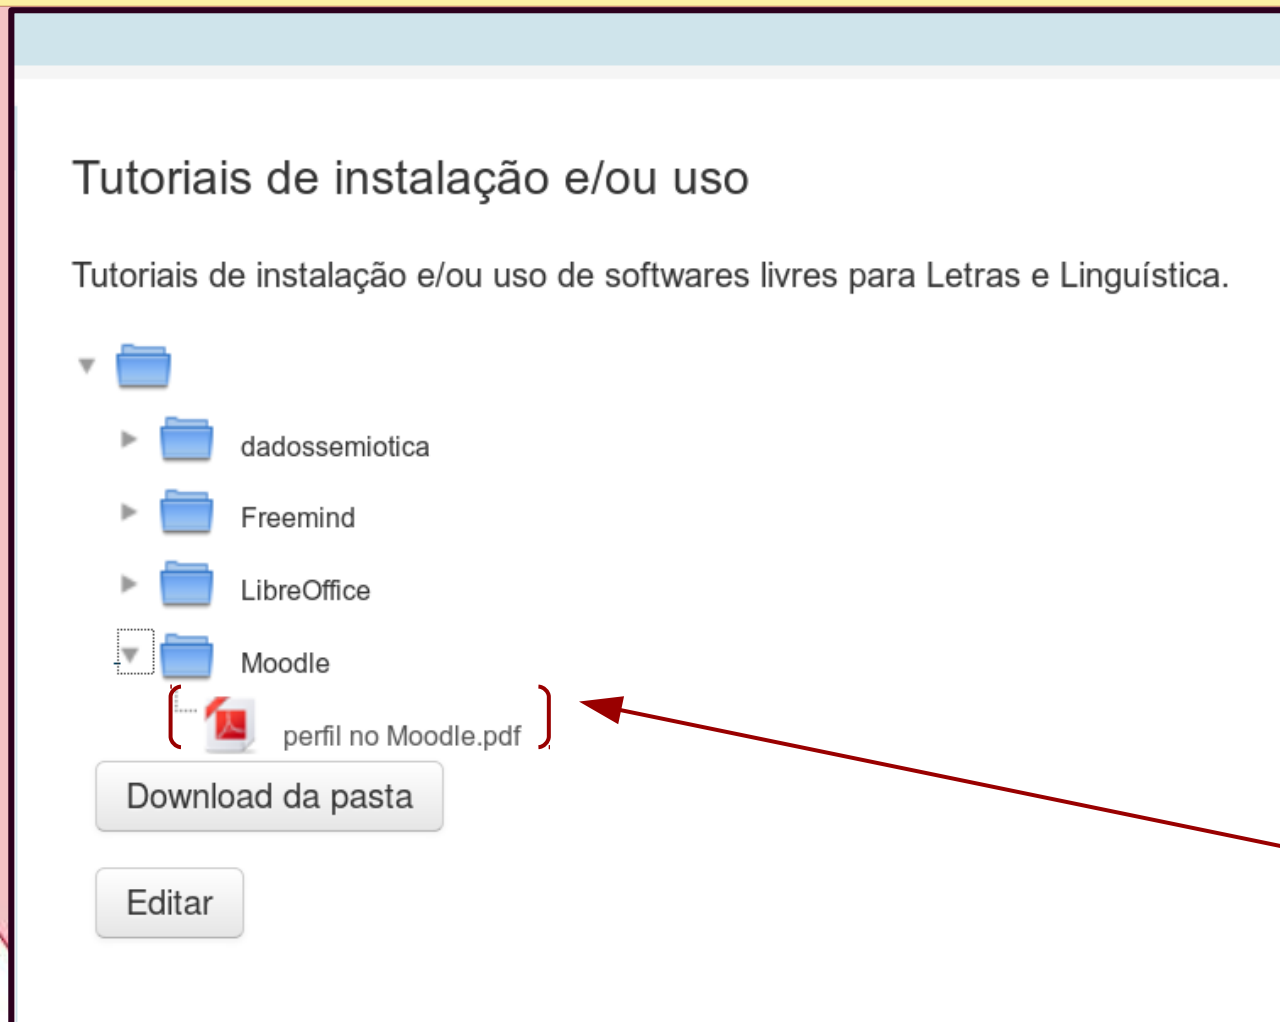 Tutoriais de instalação e/ou uso
Tutoriais de instalação e/ou uso de softwares livres para Letras e Linguística.
dadossemiotica
Freemind
LibreOffice
Moodle
perfil no Moodle.pdf
Download da pasta
Editar